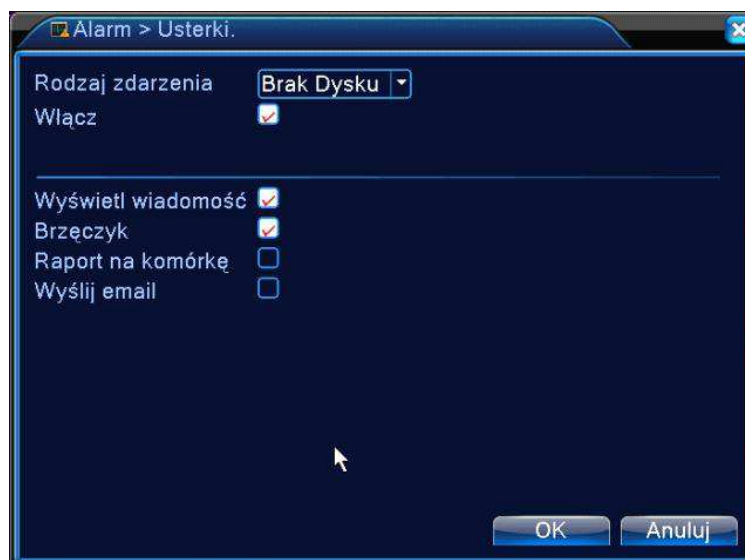 Alarm > Usterki.
Rodzaj zdarzenia Brak Dysku
Włącz
Wyświetl wiadomość
Brzęczyk
Raport na komórkę
Wyślij email
OK Anuluj